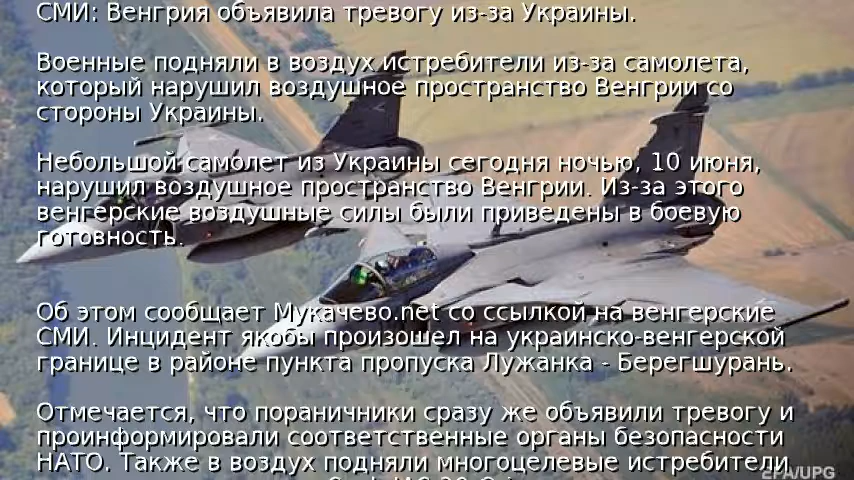 СМИ: Венгрия объявила тревогу из-за Украины.
Военные подняли в воздух истребители из-за самолета,
который нарушил воздушное пространство Венгрии со
стороны Украины.
Небольшой самолет из Украины сегодня ночью, 10 июня,
нарушил воздушное пространство Венгрии. Из-за этого
венгерские воздушные силы были приведены в боевую
готовность.
Об этом сообщает Мукачево.net со ссылкой на венгерские
СМИ. Инцидент якобы произошел на украинско-венгерской
границе в районе пункта пропуска Лужанка - Берегшурань.
Отмечается, что пораничники сразу же объявили тревогу и
проинформировали соответственные органы безопасности
НАТО. Также в воздух подняли многоцелевые истребители
EPA/UPG